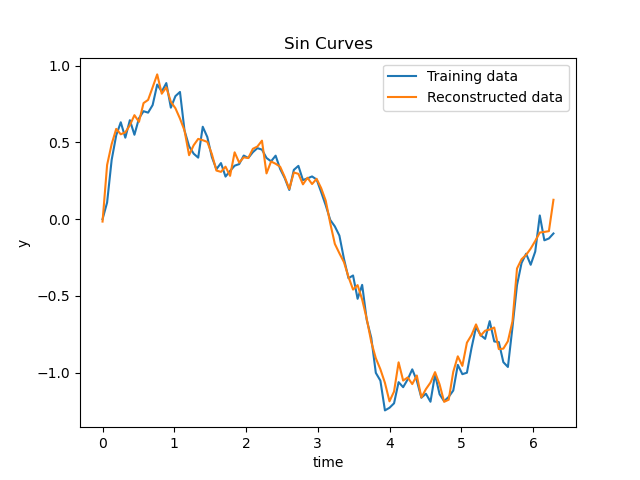 Sin Curves
Training data
Reconstructed data
1.0
0.5
0.0
−0.5
−1.0
y
0 1 2 3 4 5 6
time